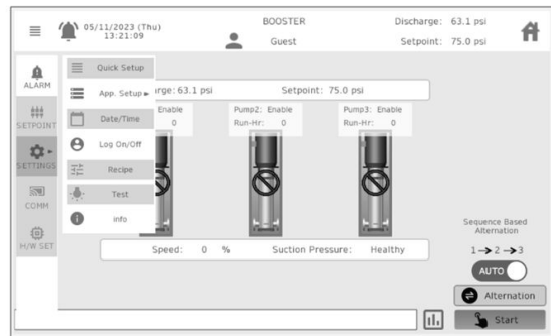 05/11/2023 (Thu)
13:21:09
BOOSTER
Guest
Discharge: 63.1 psi
Setpoint: 75.0 psi
ALARM
SETPOINT
SETTINGS
COMM
H/W SET
Quick Setup
App. Setup ►
Date/Time
Log On/Off
Recipe
Test
info
rge: 63.1 psi
Setpoint: 75.0 psi
Enable
0
Pump2: Enable
Run-Hr: 0
Pump3: Enable
Run-Hr: 0
Speed: 0 %
Suction Pressure: Healthy
Sequence Based
Alternation
1→2→3
AUTO
Alternation
Start